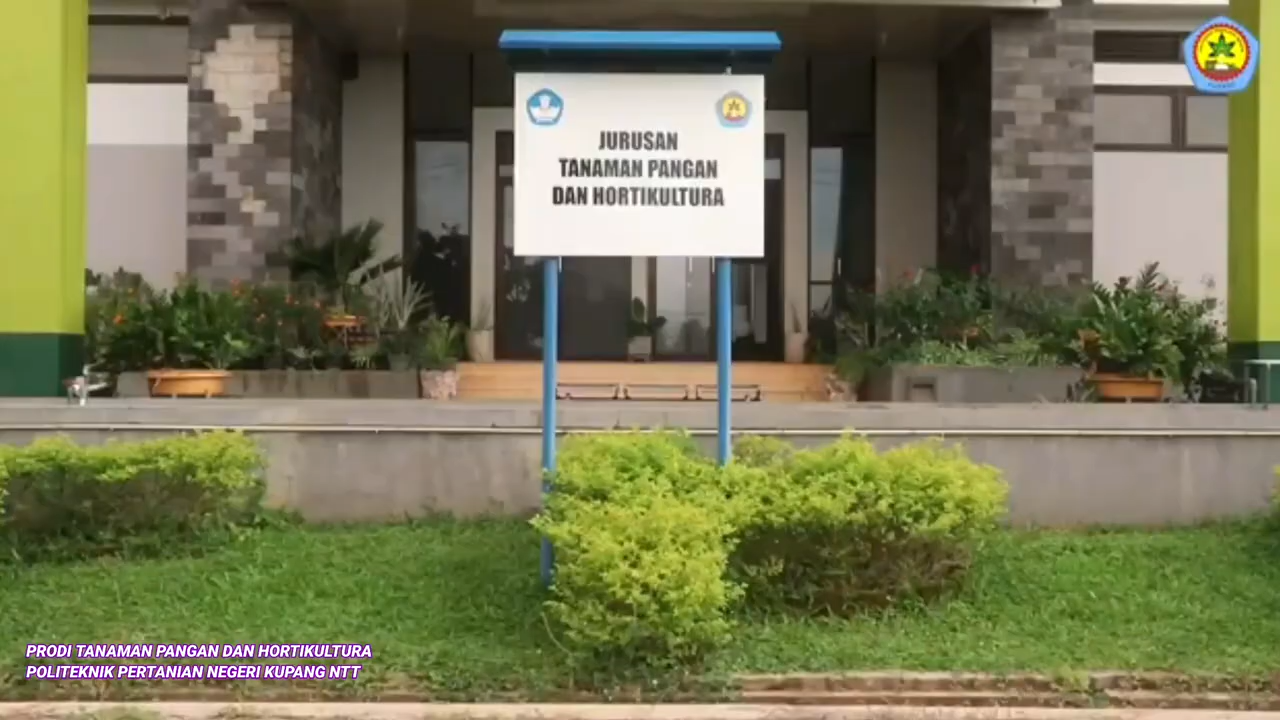 JURUSAN
TANAMAN PANGAN
DAN HORTIKULTURA
PRODI TANAMAN PANGAN DAN HORTIKULTURA
POLITEKNIK PERTANIAN NEGERI KUPANG NTT